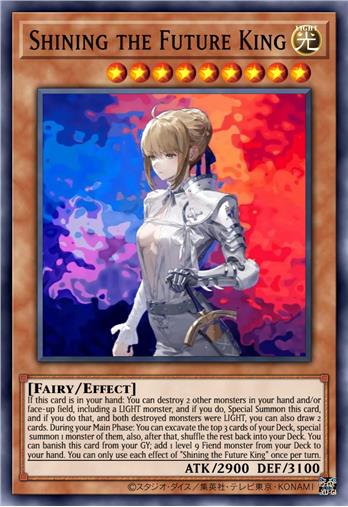 SHINING THE FUTURE KING
LIGHT
光
[FAIRY/EFFECT]
If this card is in your hand: You can destroy 2 other monsters in your hand and/or
face-up field, including a LIGHT monster, and if you do, Special Summon this card,
and if you do that, and both destroyed monsters were LIGHT, you can also draw 2
cards. During your Main Phase: You can excavate the top 3 cards of your Deck, special
summon 1 monster of them, also, after that, shuffle the rest back into your Deck. You
can banish this card from your GY; add 1 level 9 Fiend monster from your Deck to
your hand. You can only use each effect of "Shining the Future King" once per turn.
ATK/2900 DEF/3100
©スタジオ・ダイス／集英社・テレビ東京・KONAMI